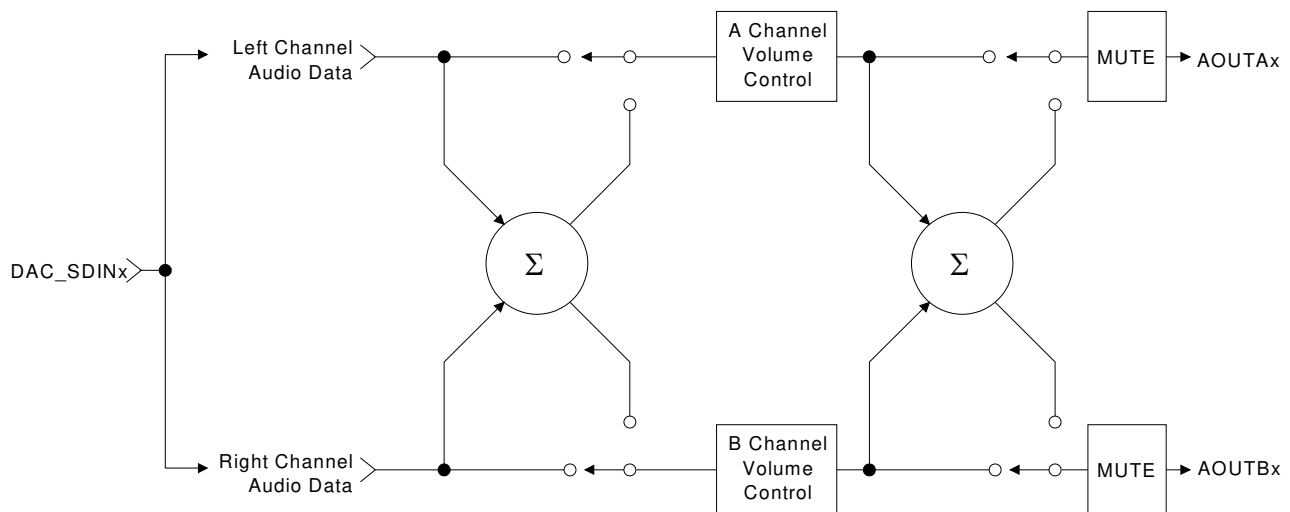 Left Channel
Audio Data
A Channel
Volume
Control
MUTE
AOUTAx
Σ
Σ
DAC_SDINx
Right Channel
Audio Data
B Channel
Volume
Control
MUTE
AOUTBx